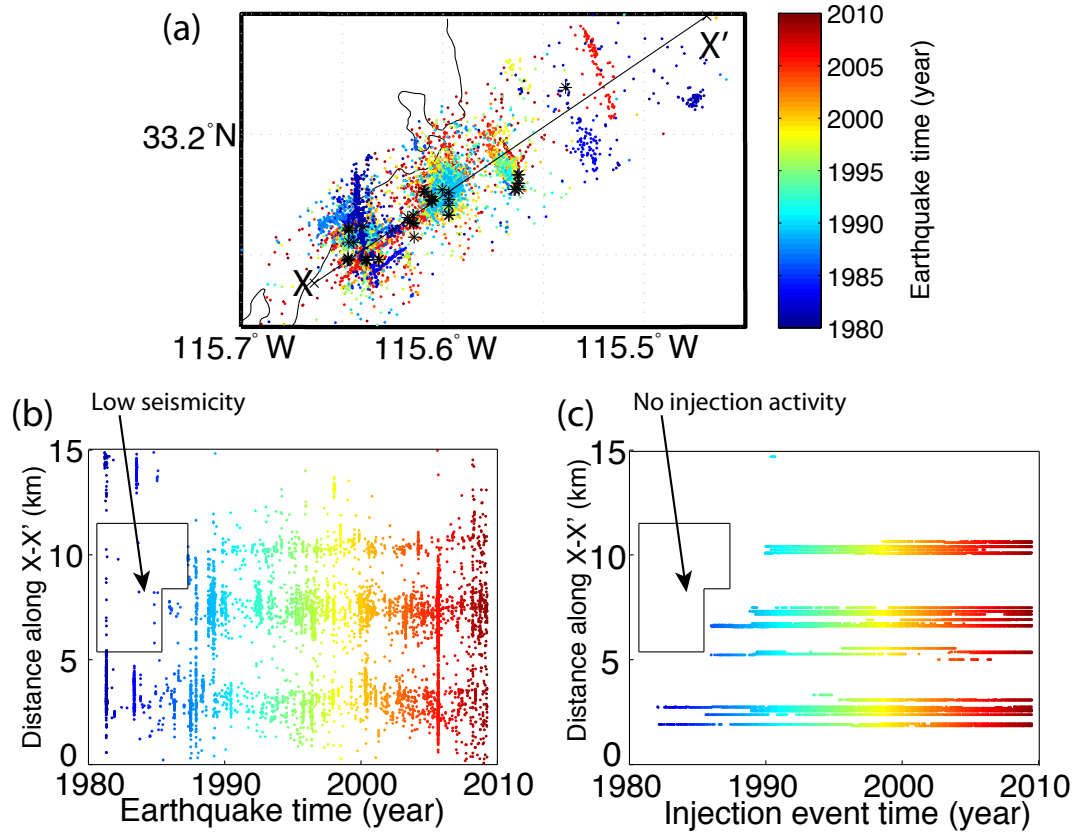 (a)
X'
X
33.2°N
115.7°W
115.6°W
115.5°W
2010
2005
2000
1995
1990
1985
1980
Earthquake time (year)
(b)
Low seismicity
Distance along X-X' (km)
15
10
5
0
1980
1990
2000
2010
Earthquake time (year)
(c)
No injection activity
Distance along X-X' (km)
15
10
5
0
1980
1990
2000
2010
Injection event time (year)